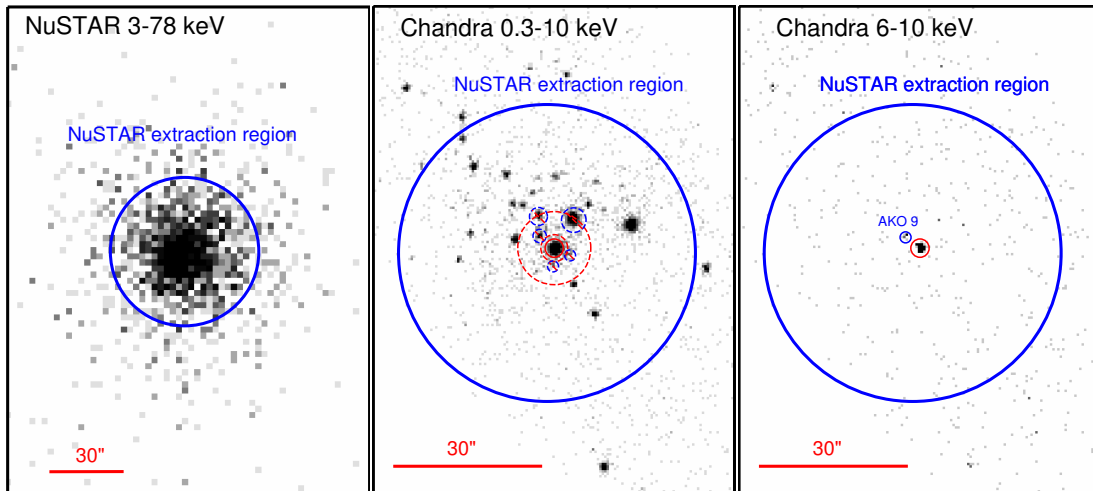 NuSTAR 3-78 keV
NuSTAR extraction region
30"
Chandra 0.3-10 keV
NuSTAR extraction region
30"
Chandra 6-10 keV
NuSTAR extraction region
AKO 9
30"